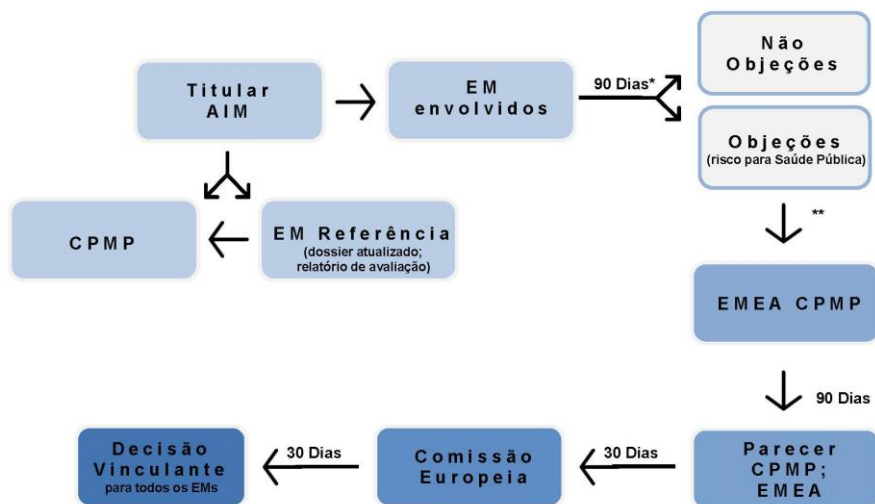 Titular
AIM
EM
envolvidos
90 Dias*
Não
Objeções
Objeções
(risco para Saúde Pública)
**
CPMP
EM Referência
(dossier atualizado;
relatório de avaliação)
EMEA CPMP
90 Dias
Parecer
CPMP;
EMEA
30 Dias
Comissão
Europeia
30 Dias
Decisão
Vinculante
para todos os EMs